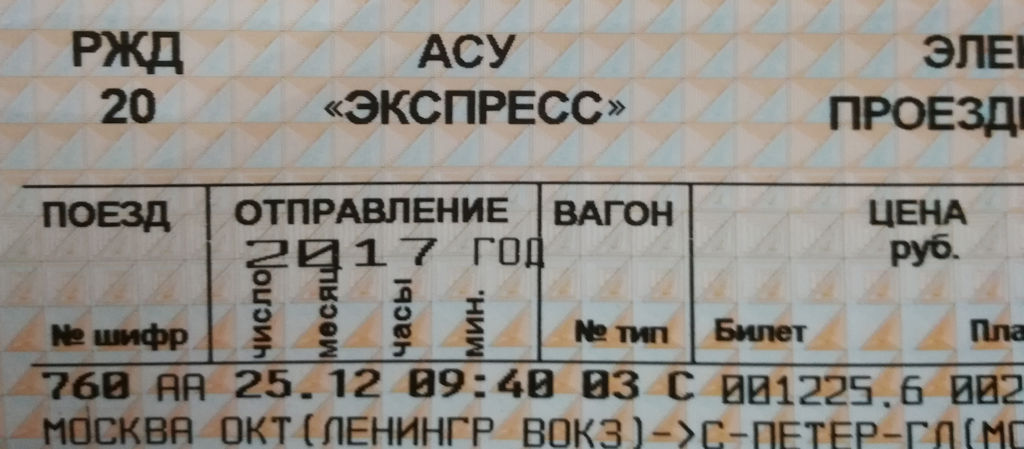 РЖД АСУ ЭЛЕ
20 «ЭКСПРЕСС» ПРОЕЗД
ПОЕЗД ОТПРАВЛЕНИЕ ВАГОН ЦЕНА
2017 ГОД руб.
№ шифр число месяц часы мин. № тип Билет Пла
760 АА 25.12 09:40 03 С 001225.6 002
МОСКВА ОКТ(ЛЕНИНГР ВОКЗ)->С-ПЕТЕР-ГЛ(МО